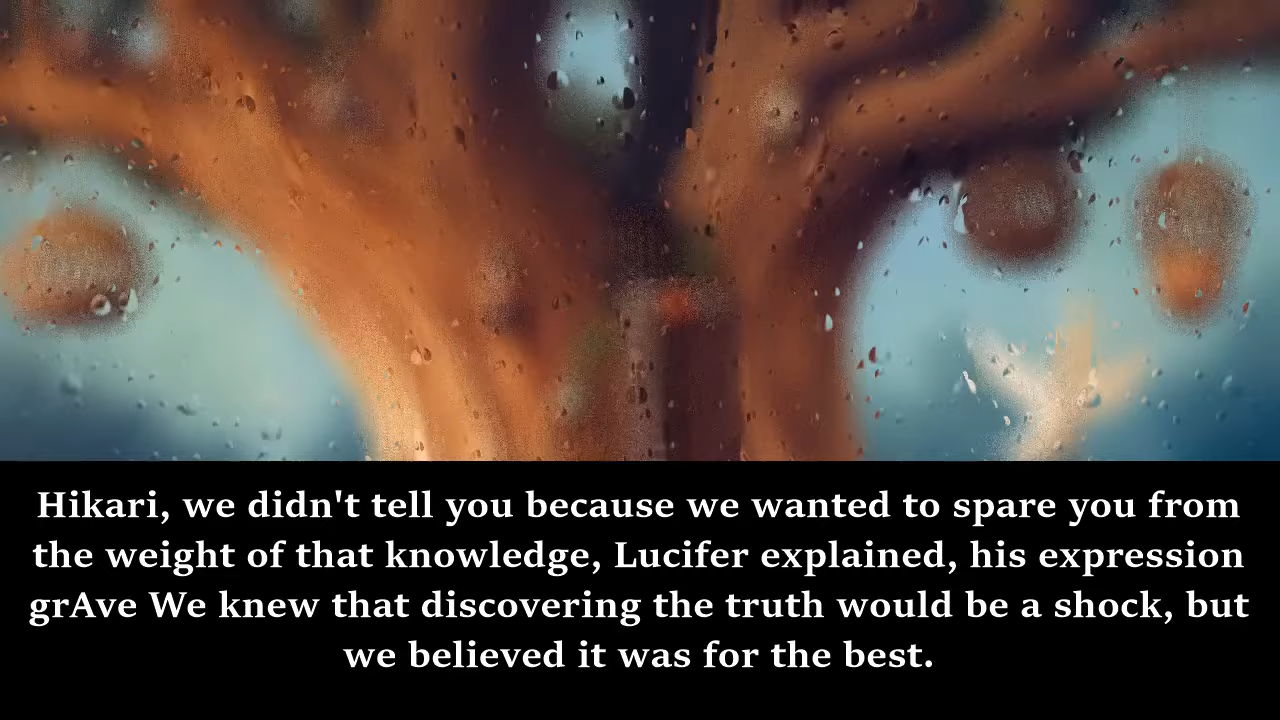 Hikari, we didn't tell you because we wanted to spare you from
the weight of that knowledge, Lucifer explained, his expression
grAve We knew that discovering the truth would be a shock, but
we believed it was for the best.